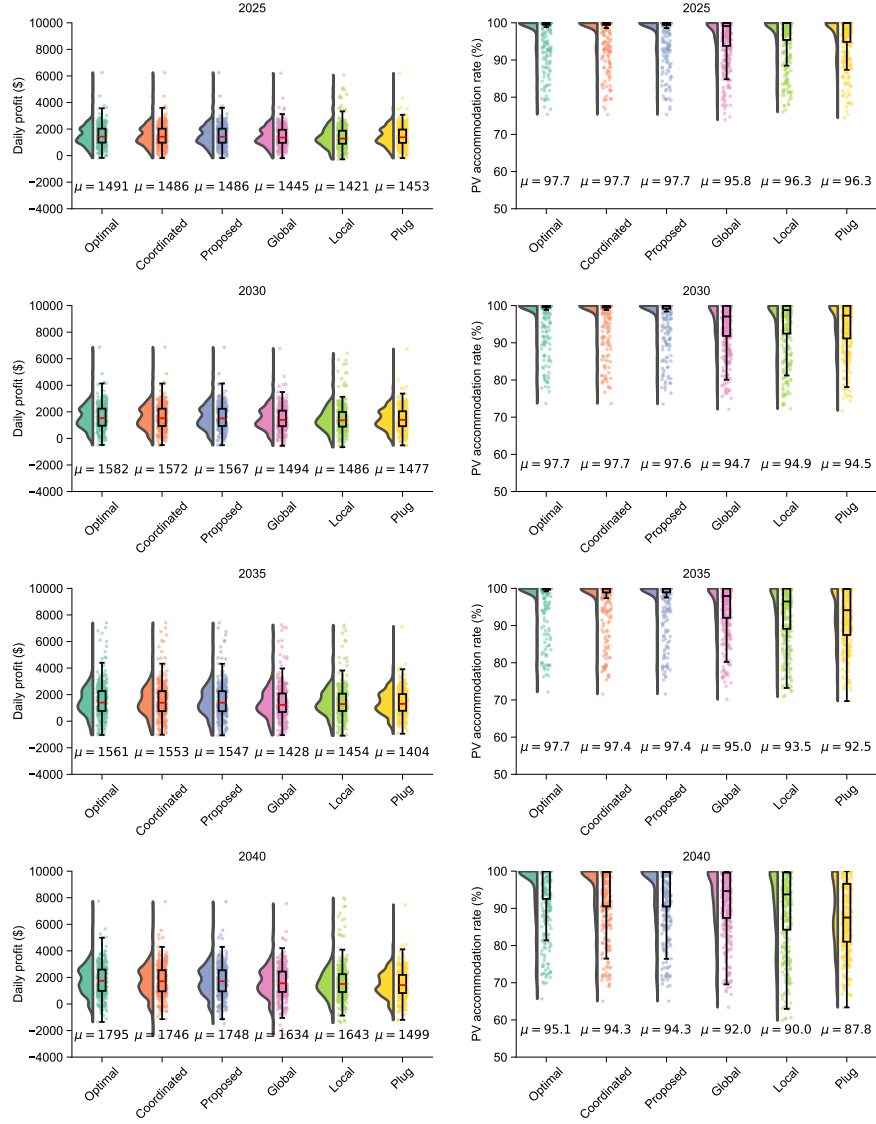 2025
Daily profit ($)
10000
8000
6000
4000
2000
0
−2000
−4000
μ = 1491 μ = 1486 μ = 1486 μ = 1445 μ = 1421 μ = 1453
Optimal Coordinated Proposed Global Local Plug
2025
PV accommodation rate (%)
100
90
80
70
60
50
μ = 97.7 μ = 97.7 μ = 97.7 μ = 95.8 μ = 96.3 μ = 96.3
Optimal Coordinated Proposed Global Local Plug
2030
Daily profit ($)
10000
8000
6000
4000
2000
0
−2000
−4000
μ = 1582 μ = 1572 μ = 1567 μ = 1494 μ = 1486 μ = 1477
Optimal Coordinated Proposed Global Local Plug
2030
PV accommodation rate (%)
100
90
80
70
60
50
μ = 97.7 μ = 97.7 μ = 97.6 μ = 94.7 μ = 94.9 μ = 94.5
Optimal Coordinated Proposed Global Local Plug
2035
Daily profit ($)
10000
8000
6000
4000
2000
0
−2000
−4000
μ = 1561 μ = 1553 μ = 1547 μ = 1428 μ = 1454 μ = 1404
Optimal Coordinated Proposed Global Local Plug
2035
PV accommodation rate (%)
100
90
80
70
60
50
μ = 97.7 μ = 97.4 μ = 97.4 μ = 95.0 μ = 93.5 μ = 92.5
Optimal Coordinated Proposed Global Local Plug
2040
Daily profit ($)
10000
8000
6000
4000
2000
0
−2000
−4000
μ = 1795 μ = 1746 μ = 1748 μ = 1634 μ = 1643 μ = 1499
Optimal Coordinated Proposed Global Local Plug
2040
PV accommodation rate (%)
100
90
80
70
60
50
μ = 95.1 μ = 94.3 μ = 94.3 μ = 92.0 μ = 90.0 μ = 87.8
Optimal Coordinated Proposed Global Local Plug